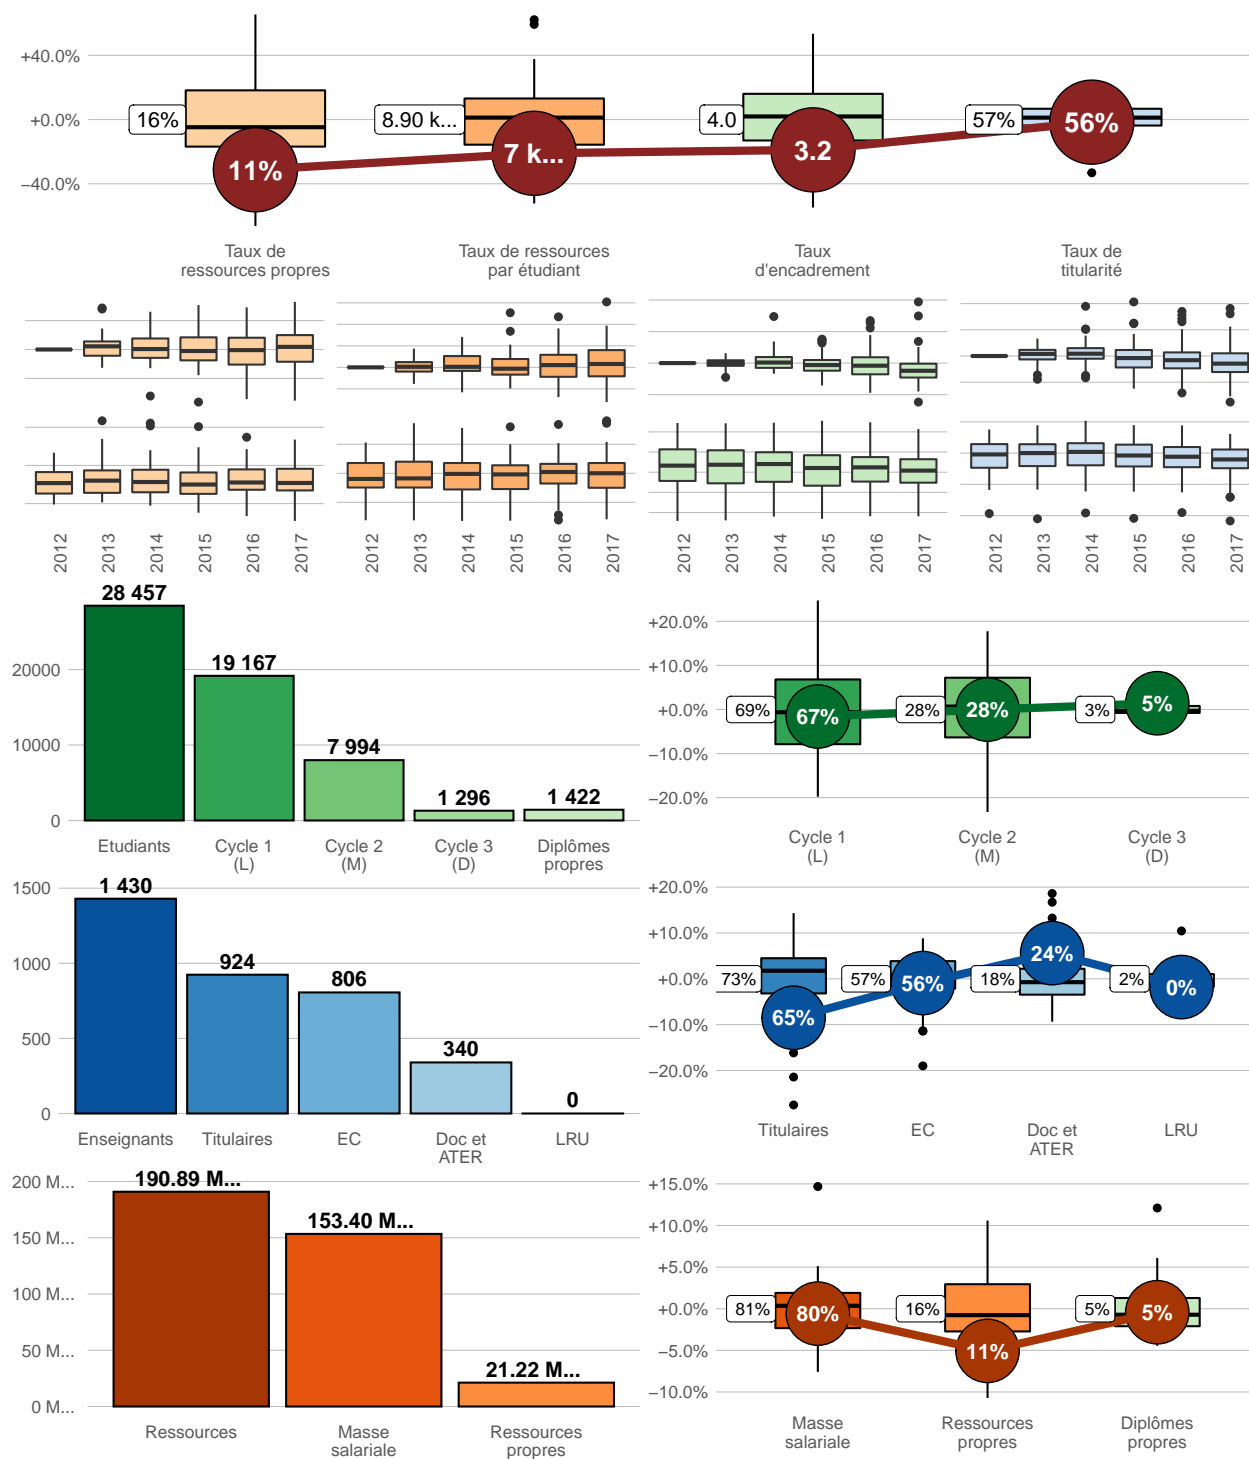 +40.0%
+0.0%
−40.0%
16%
8.90 k...
4.0
57%
11%
7 k...
3.2
56%
Taux de
ressources propres
Taux de ressources
par étudiant
Taux
d'encadrement
Taux de
titularité
2012
2013
2014
2015
2016
2017
2012
2013
2014
2015
2016
2017
2012
2013
2014
2015
2016
2017
2012
2013
2014
2015
2016
2017
20000
10000
0
28 457
19 167
7 994
1 296
1 422
Etudiants
Cycle 1
(L)
Cycle 2
(M)
Cycle 3
(D)
Diplômes
propres
+20.0%
+10.0%
+0.0%
−10.0%
−20.0%
69%
67%
28%
28%
3%
5%
Cycle 1
(L)
Cycle 2
(M)
Cycle 3
(D)
1500
1000
500
0
1 430
924
806
340
0
Enseignants
Titulaires
EC
Doc et
ATER
LRU
+20.0%
+10.0%
+0.0%
−10.0%
−20.0%
73%
65%
57%
56%
18%
24%
2%
0%
Titulaires
EC
Doc et
ATER
LRU
200 M...
150 M...
100 M...
50 M...
0 M...
190.89 M...
153.40 M...
21.22 M...
Ressources
Masse
salariale
Ressources
propres
+15.0%
+10.0%
+5.0%
+0.0%
−5.0%
−10.0%
81%
80%
16%
11%
5%
5%
Masse
salariale
Ressources
propres
Diplômes
propres